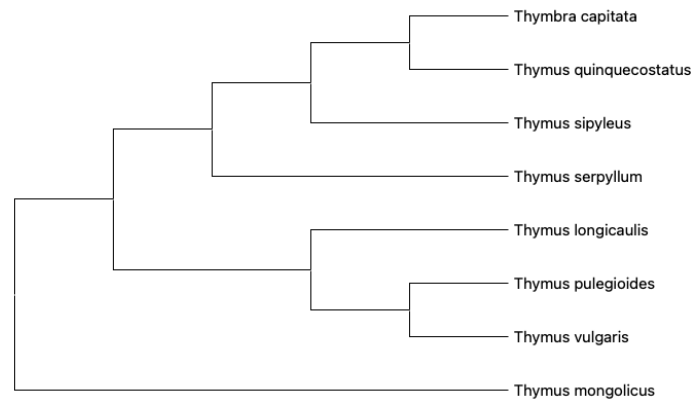 Thymbra capitata
Thymus quinquecostatus
Thymus sipyleus
Thymus serpyllum
Thymus longicaulis
Thymus pulegioides
Thymus vulgaris
Thymus mongolicus